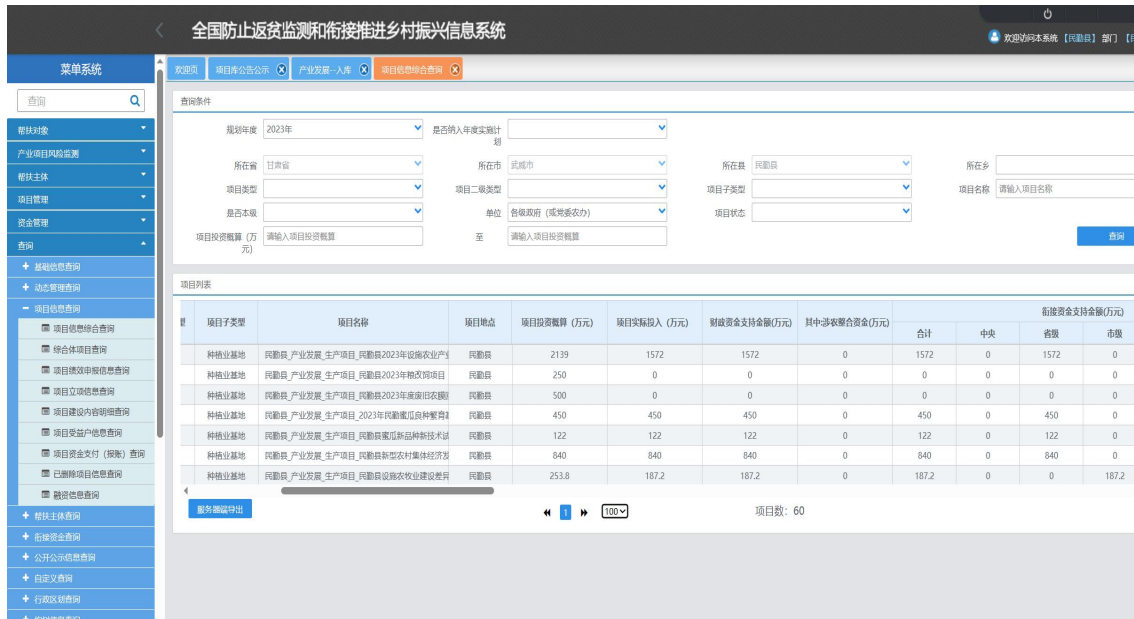 全国防止返贫监测和衔接推进乡村振兴信息系统
欢迎访问本系统 【民勤县】 部门
菜单系统
欢迎页 项目库公告公示 产业发展--入库 项目信息综合查询
查询
帮扶对象
产业项目风险监测
帮扶主体
项目管理
资金管理
查询
基础信息查询
动态管理查询
项目信息查询
项目信息综合查询
综合体项目查询
项目绩效申报信息查询
项目立项信息查询
项目建设内容明细查询
项目受益户信息查询
项目资金支付（报账）查询
已删除项目信息查询
融资信息查询
帮扶主体查询
衔接资金查询
公开公示信息查询
自定义查询
行政区划查询
查询条件
规划年度 2023年 是否纳入年度实施计划
所在省 甘肃省 所在市 武威市 所在县 民勤县 所在乡
项目类型 项目二级类型 项目子类型 项目名称 请输入项目名称
是否本级 单位 各级政府（或党委农办） 项目状态
项目投资概算（万元） 请输入项目投资概算 至 请输入项目投资概算
查询
项目列表
项目子类型 项目名称 项目地点 项目投资概算（万元） 项目实际投入（万元） 财政资金支持金额(万元) 其中:涉农整合资金(万元) 衔接资金支持金额(万元)
合计 中央 省级 市级
种植业基地 民勤县_产业发展_生产项目_民勤县2023年设施农业产业 民勤县 2139 1572 1572 0 1572 0 1572 0
种植业基地 民勤县_产业发展_生产项目_民勤县2023年粮改饲项目 民勤县 250 0 0 0 0 0 0 0
种植业基地 民勤县_产业发展_生产项目_民勤县2023年度废旧农膜 民勤县 500 0 0 0 0 0 0 0
种植业基地 民勤县_产业发展_生产项目_2023年民勤蜜瓜良种繁育 民勤县 450 450 450 0 450 0 450 0
种植业基地 民勤县_产业发展_生产项目_民勤县蜜瓜新品种新技术试 民勤县 122 122 122 0 122 0 122 0
种植业基地 民勤县_产业发展_生产项目_民勤县新型农村集体经济发 民勤县 840 840 840 0 840 0 840 0
种植业基地 民勤县_产业发展_生产项目_民勤县设施农牧业建设差异 民勤县 253.8 187.2 187.2 0 187.2 0 0 187.2
服务器端导出 1 100 项目数：60